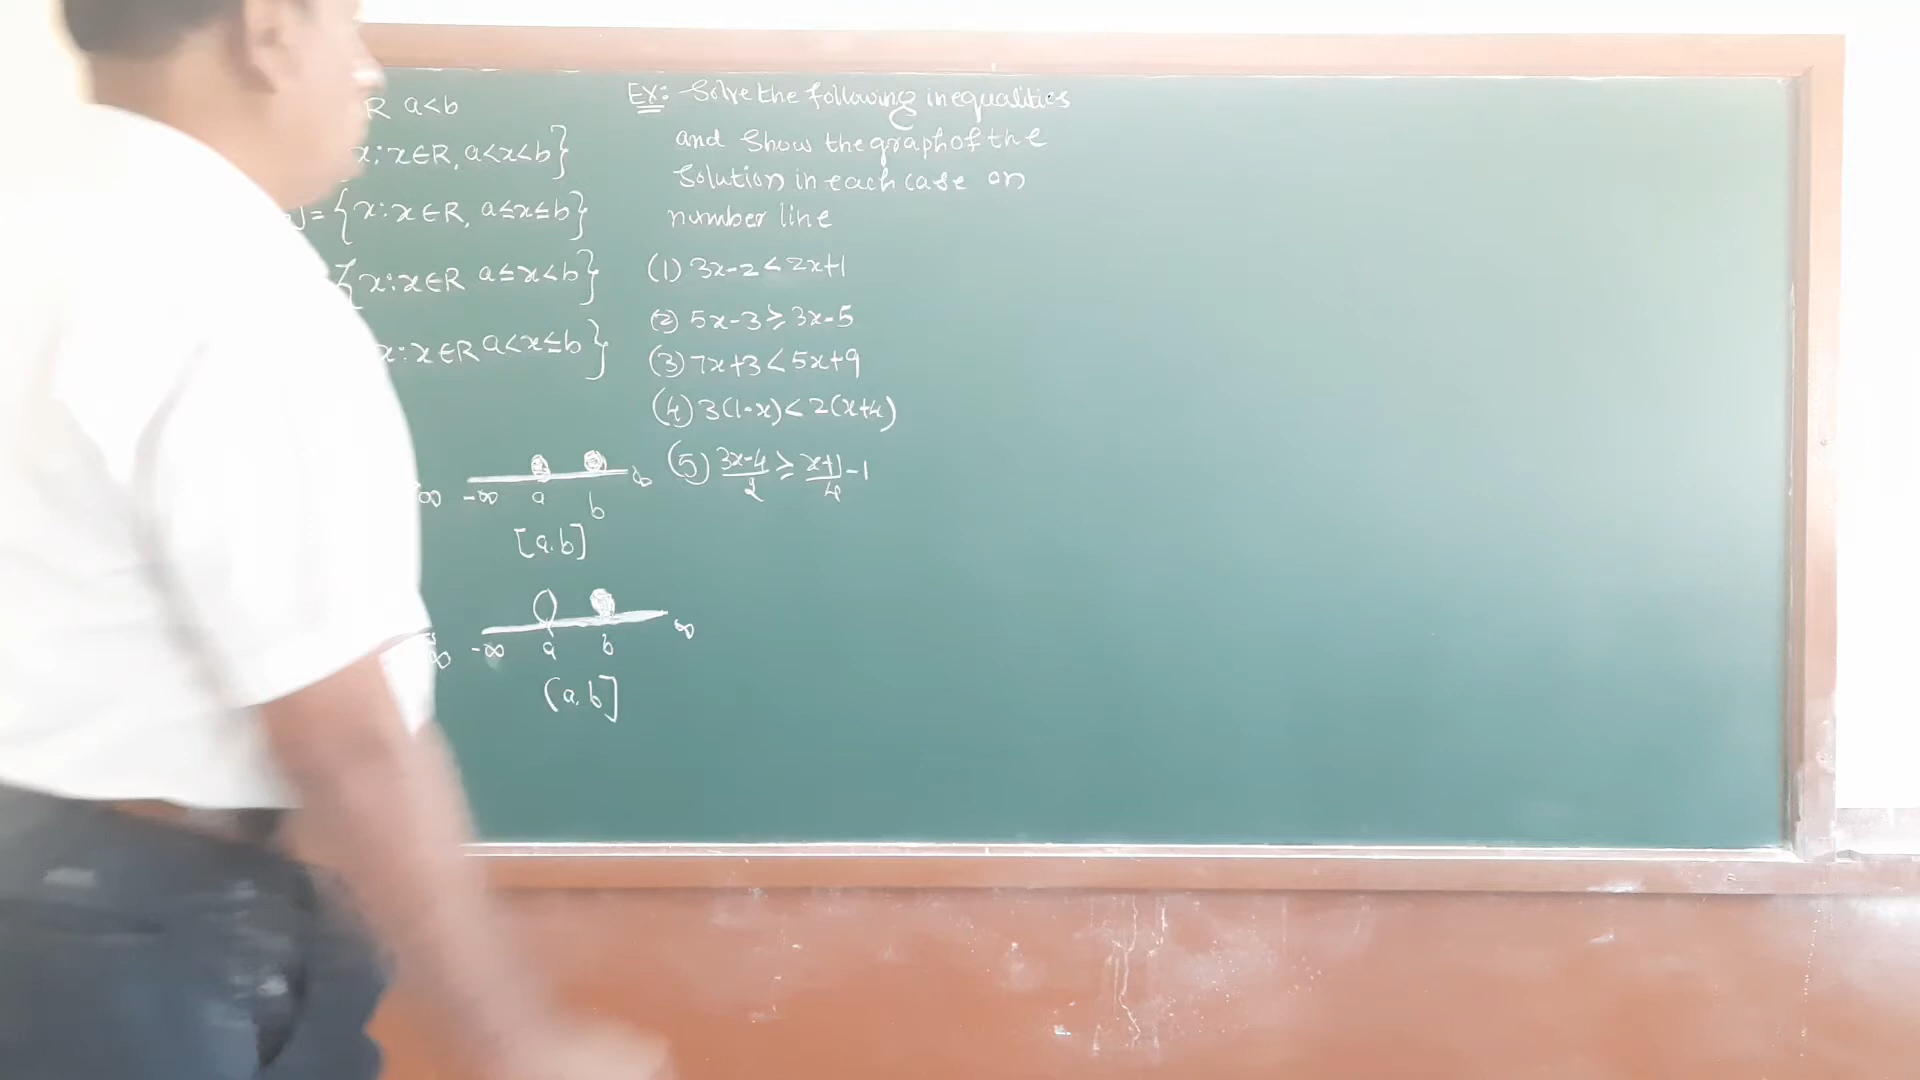 R a<b
x:x∈R, a<x<b}
]={x:x∈R, a≤x≤b}
{x:x∈R a≤x<b}
x:x∈R a<x≤b}
∞ -∞ a b ∞
[a,b]
∞ -∞ a b ∞
(a,b]
EX: Solve the following inequalities
and show the graph of the
solution in each case on
number line
(1) 3x-2<2x+1
(2) 5x-3≥3x-5
(3) 7x+3<5x+9
(4) 3(1-x)<2(x+4)
(5) (3x-4)/2 ≥ (x+1)/4 -1